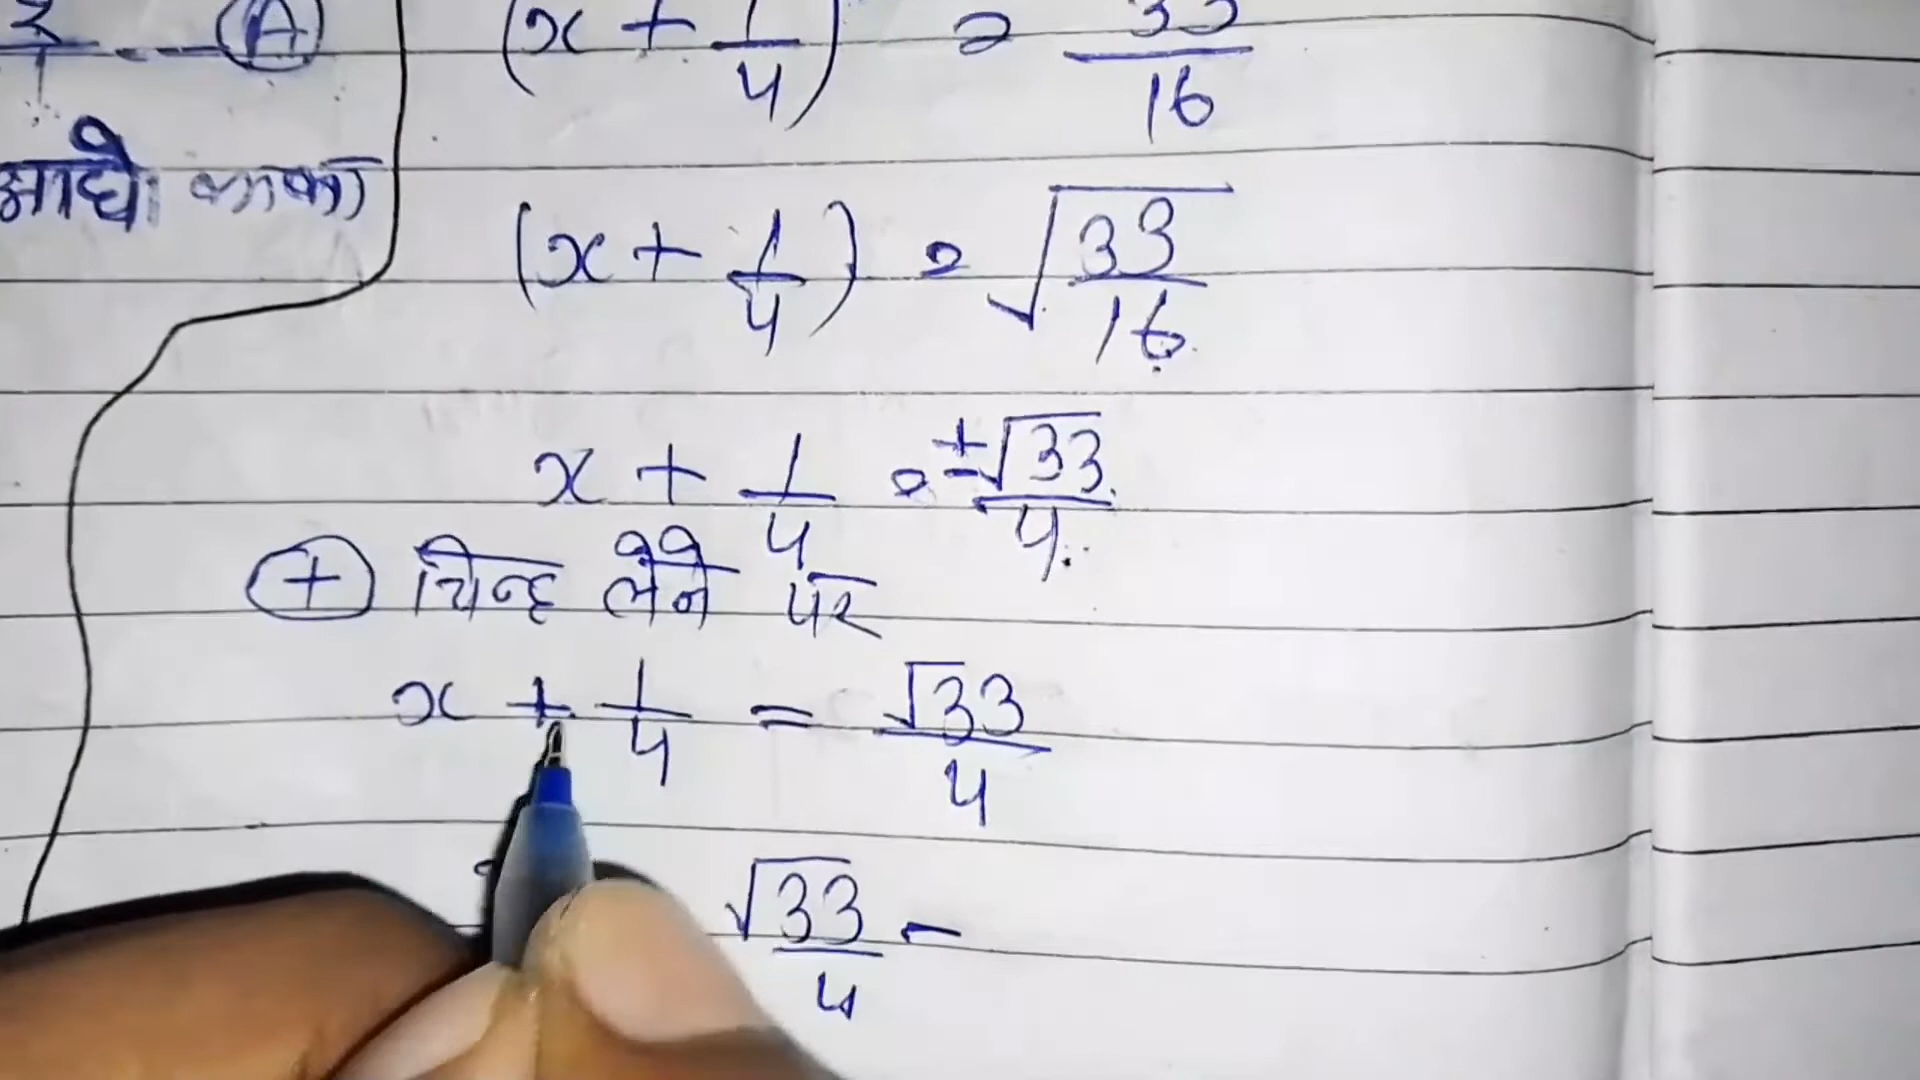 (x + 1/4) = 33/16
आधे
(x + 1/4) = √(33/16)
x + 1/4 = ±√33/4
(+) चिन्ह लेने पर
x + 1/4 = √33/4
√33/4 -